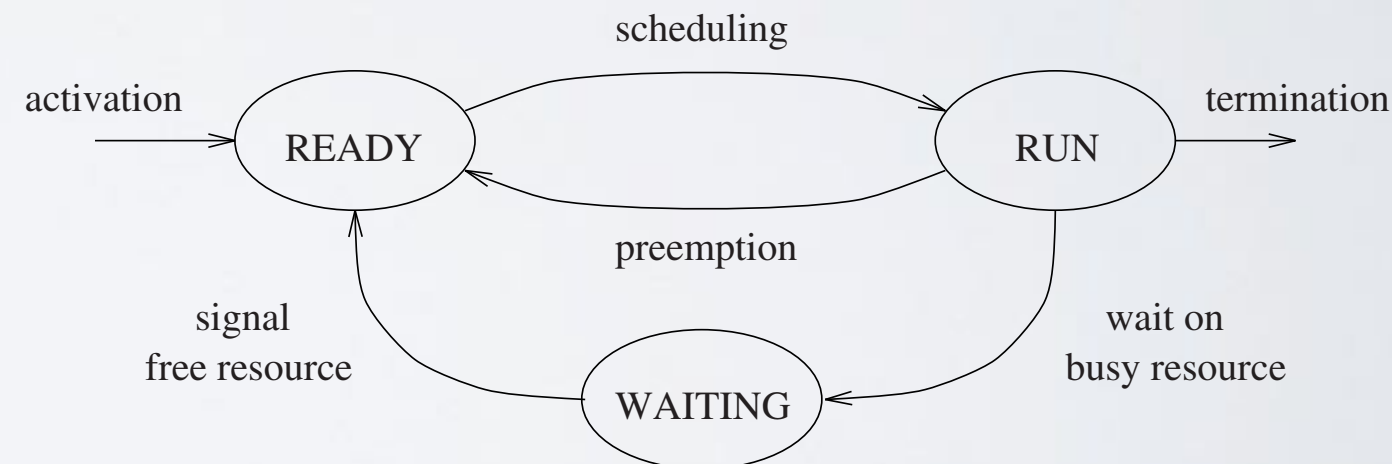 scheduling
activation
termination
READY
RUN
preemption
signal
free resource
wait on
busy resource
WAITING